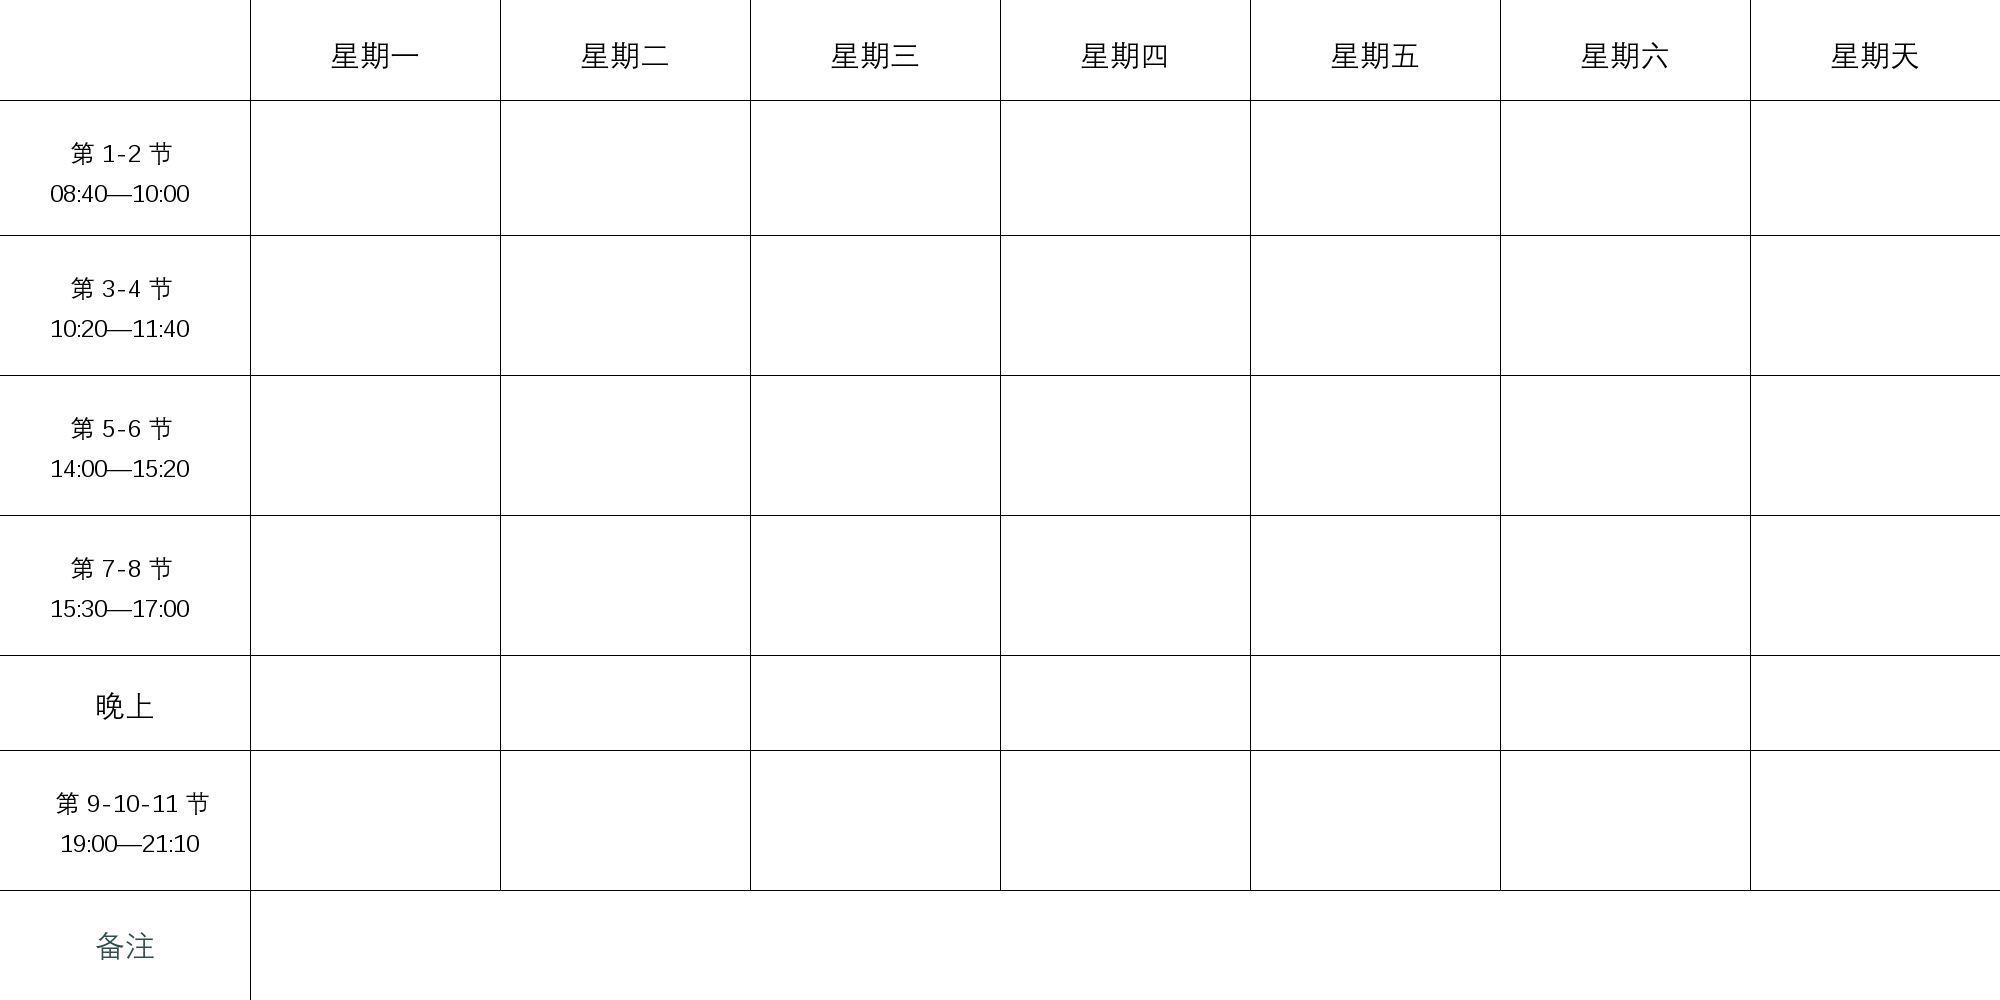 星期一 星期二 星期三 星期四 星期五 星期六 星期天
第 1-2 节
08:40—10:00
第 3-4 节
10:20—11:40
第 5-6 节
14:00—15:20
第 7-8 节
15:30—17:00
晚上
第 9-10-11 节
19:00—21:10
备注